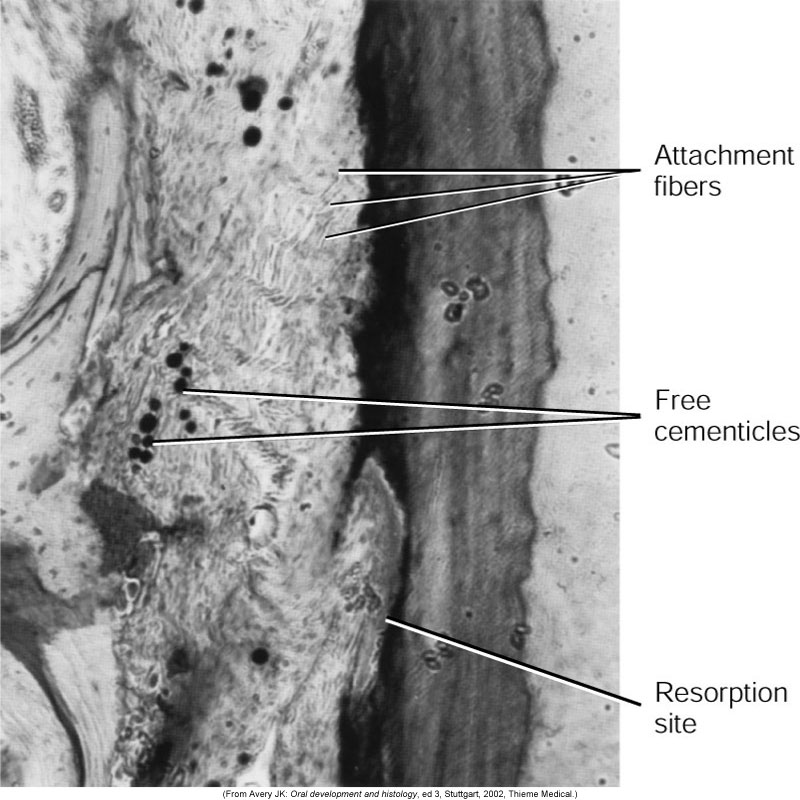 Attachment
fibers
Free
cementicles
Resorption
site
(From Avery JK: Oral development and histology, ed 3, Stuttgart, 2002, Thieme Medical.)